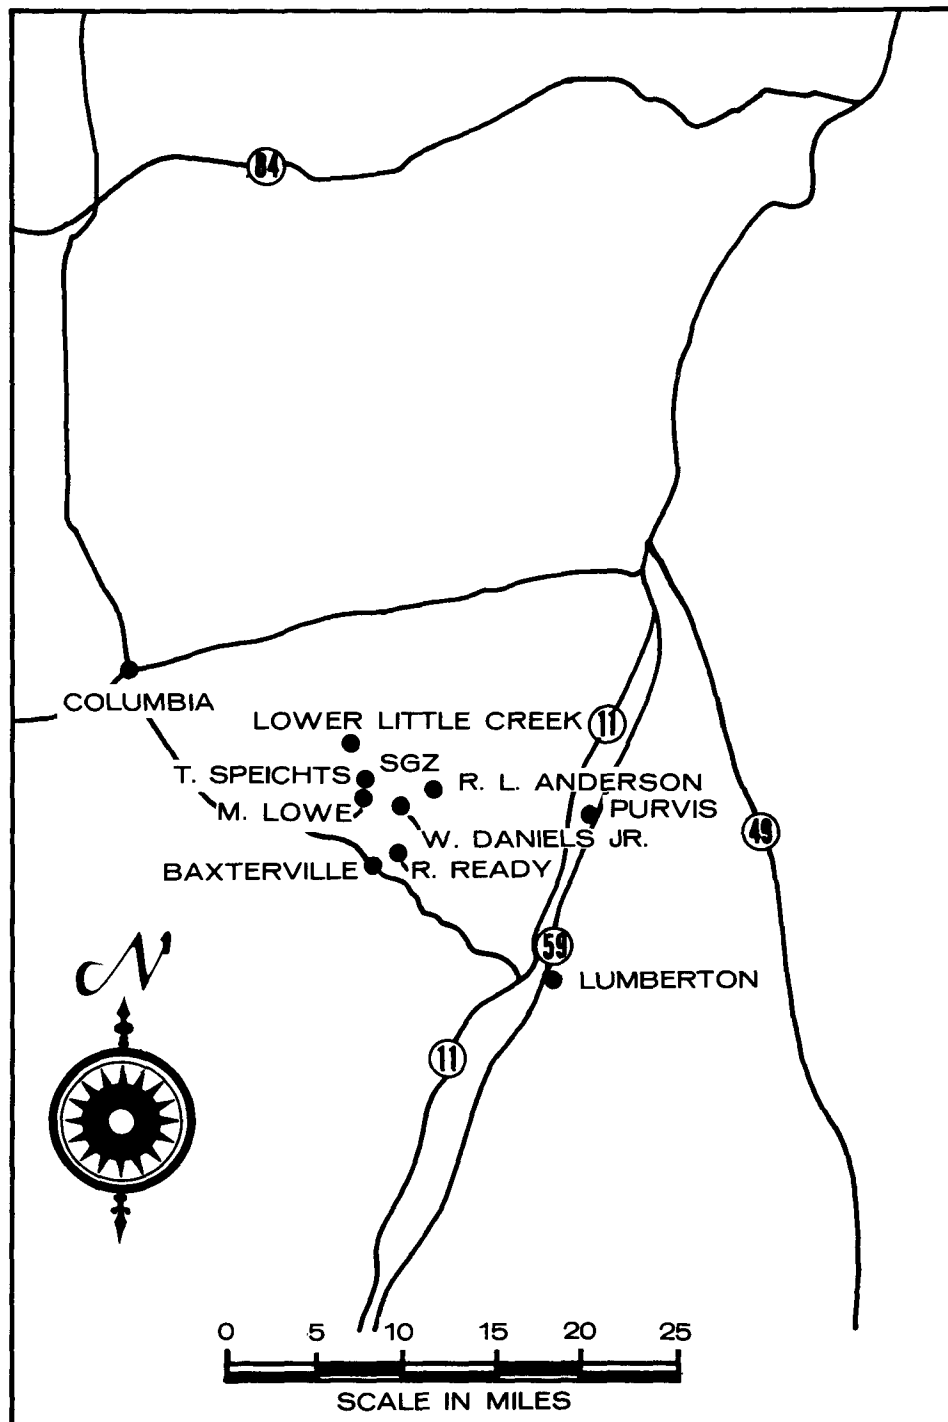 84
COLUMBIA
LOWER LITTLE CREEK
11
T. SPEICHTS
SGZ
R. L. ANDERSON
M. LOWE
PURVIS
W. DANIELS JR.
49
BAXTERVILLE
R. READY
N
59
LUMBERTON
11
0 5 10 15 20 25
SCALE IN MILES